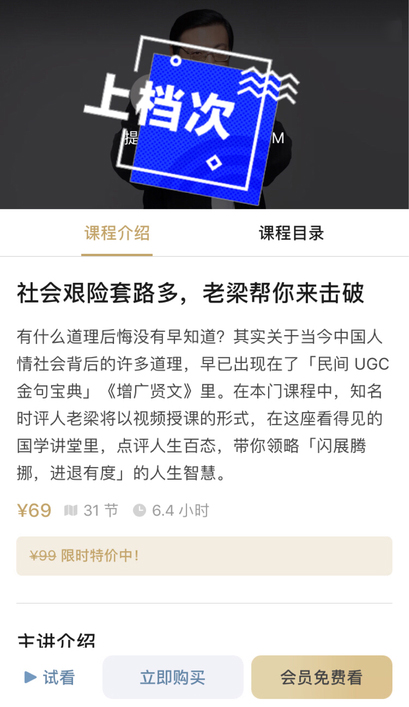 上档次
提
M
课程介绍
课程目录
社会艰险套路多，老梁帮你来击破
有什么道理后悔没有早知道？其实关于当今中国人
情社会背后的许多道理，早已出现在了「民间 UGC
金句宝典」《增广贤文》里。在本门课程中，知名
时评人老梁将以视频授课的形式，在这座看得见的
国学讲堂里，点评人生百态，带你领略「闪展腾
挪，进退有度」的人生智慧。
¥69 31 节 6.4 小时
¥99 限时特价中！
主讲介绍
试看
立即购买
会员免费看